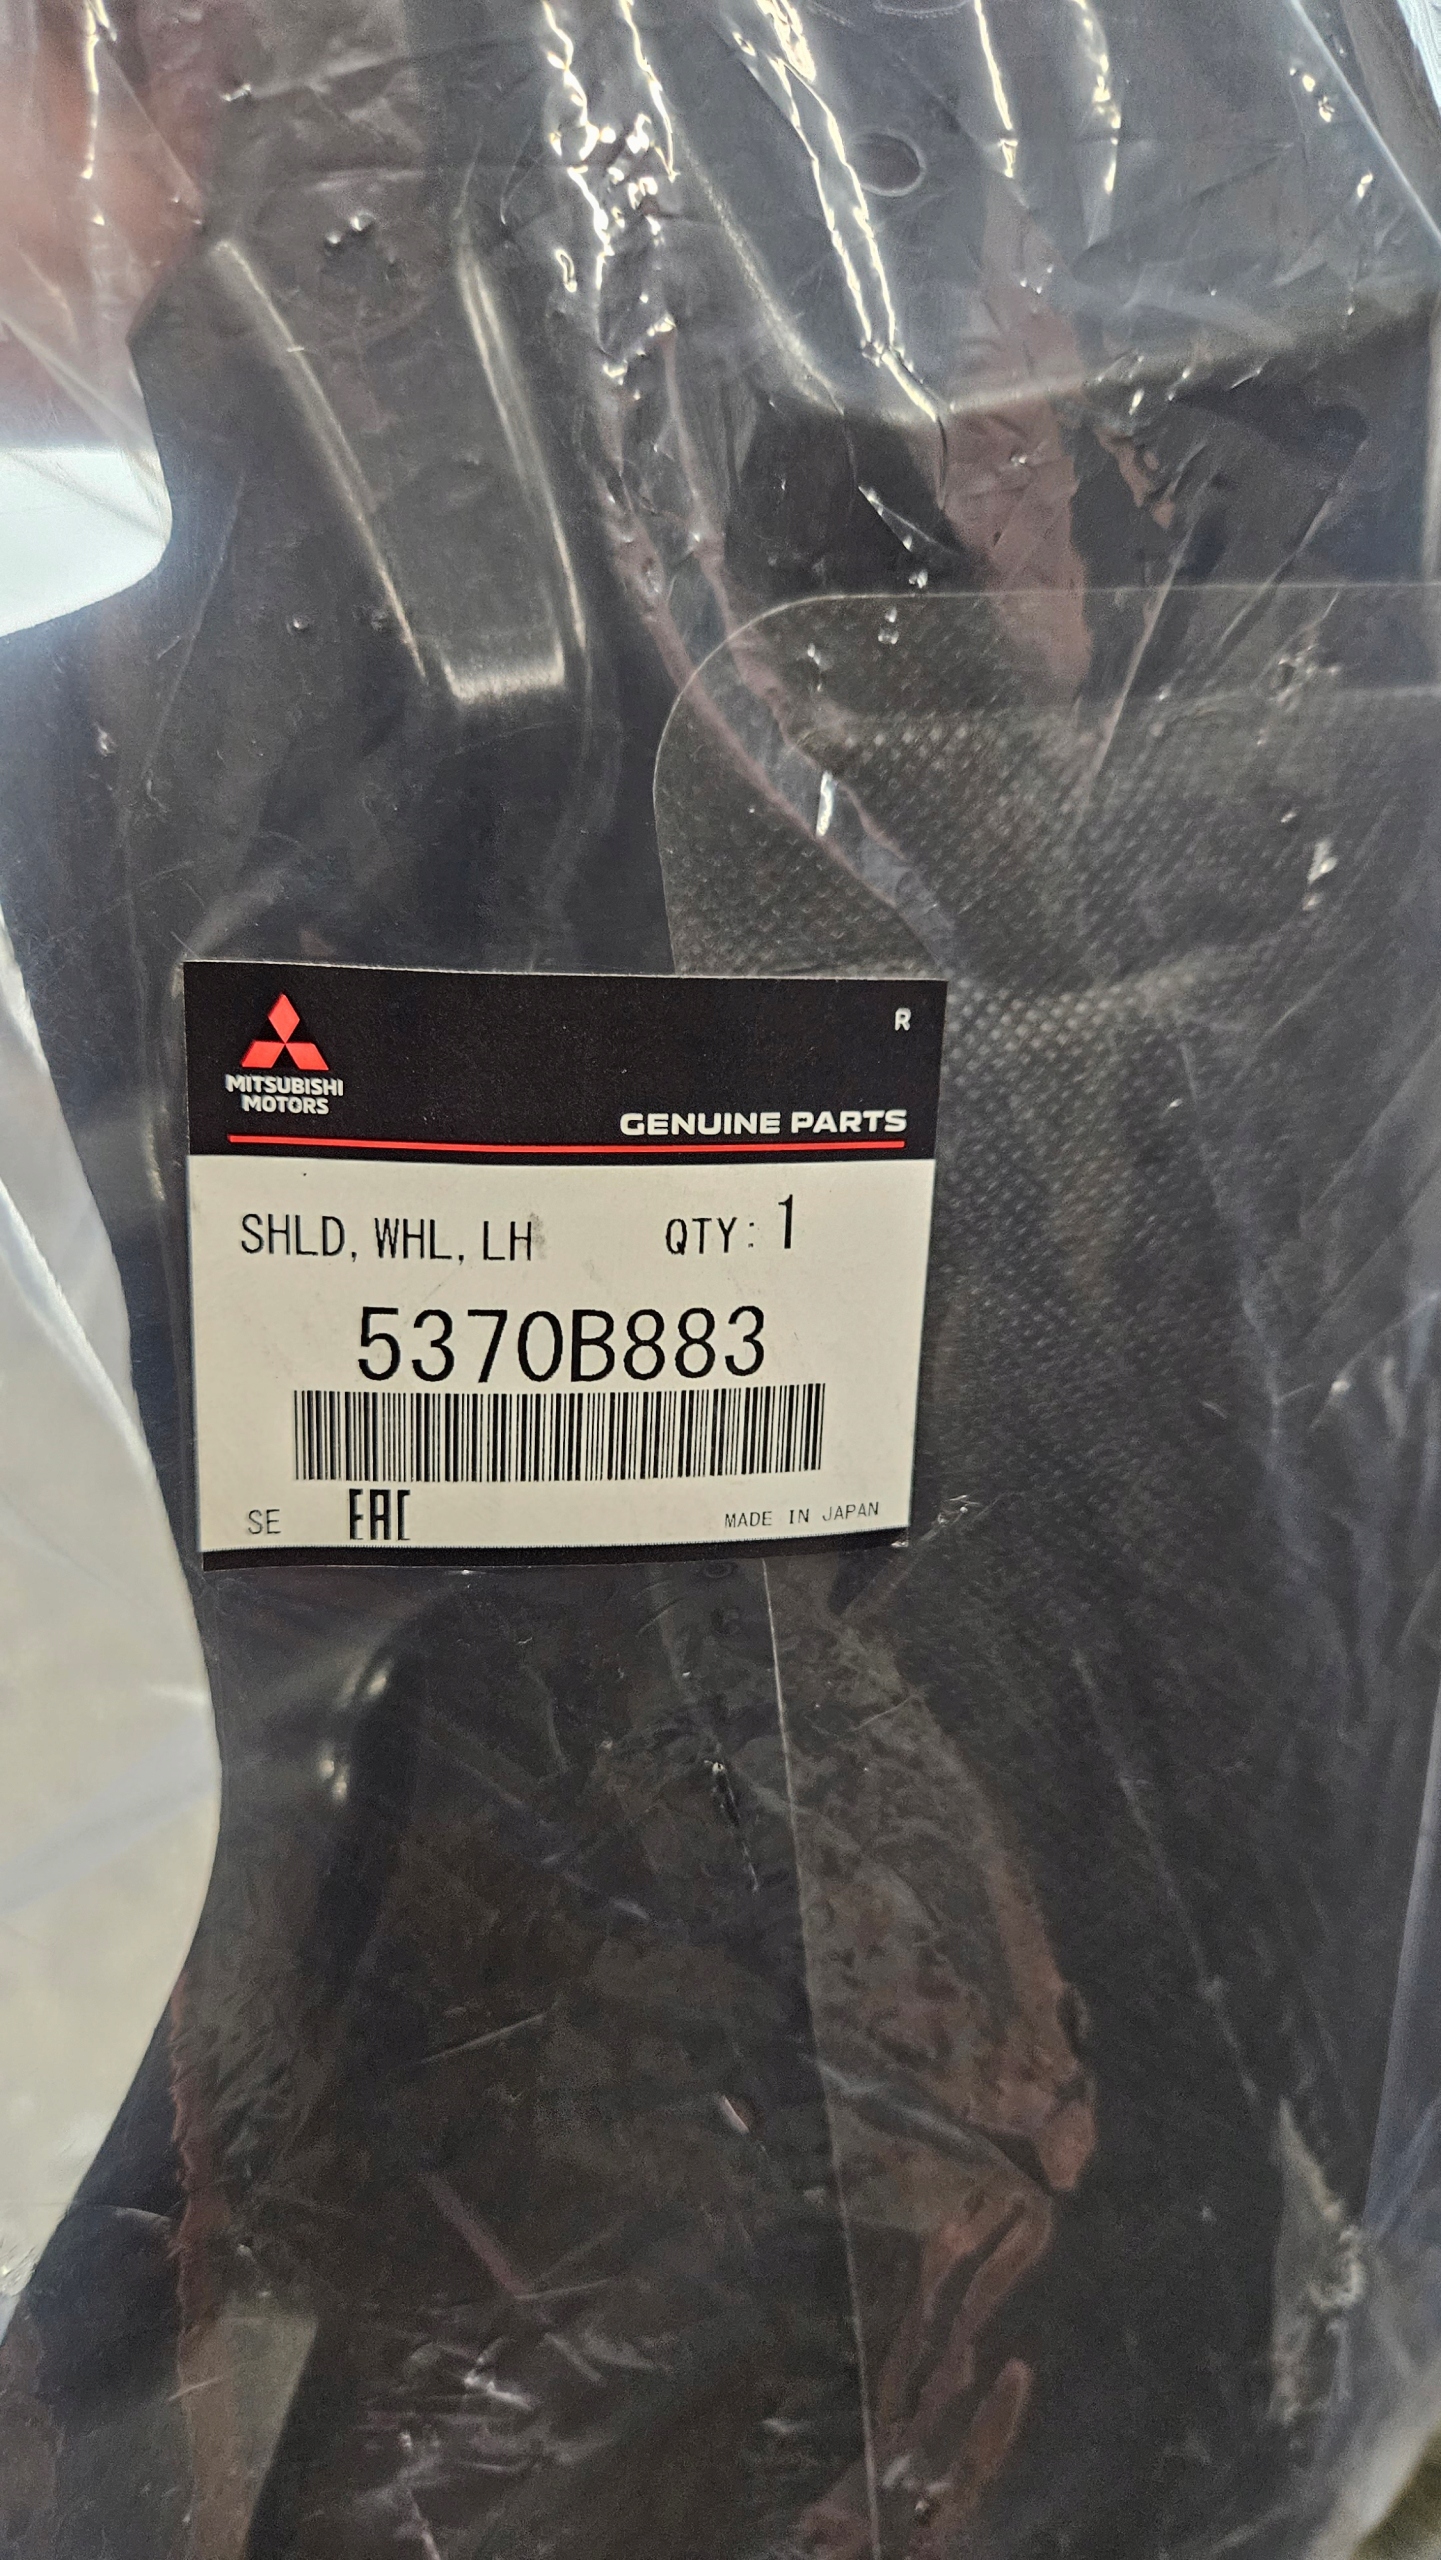 R
MITSUBISHI
MOTORS
GENUINE PARTS
SHLD, WHL, LH QTY: 1
5370B883
SE EAC MADE IN JAPAN